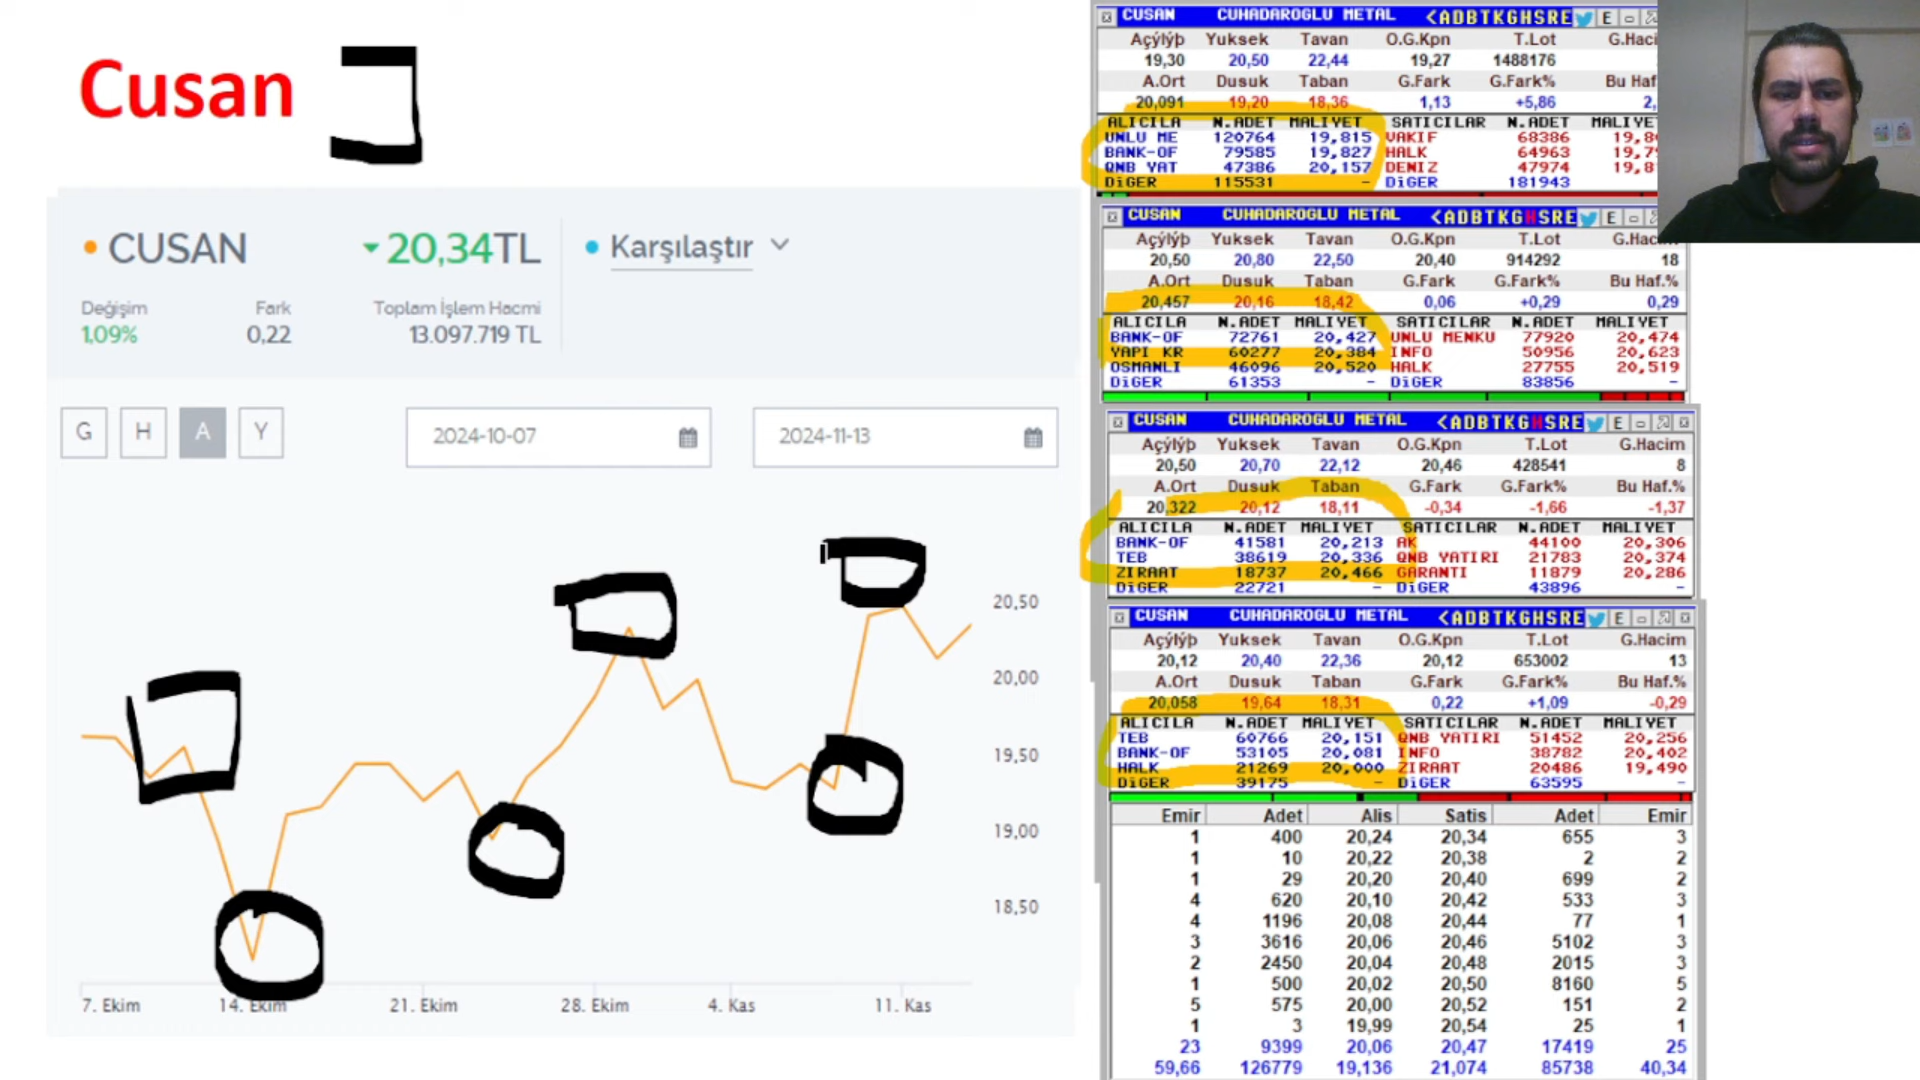 Cusan
CUSAN
20,34TL
Karşılaştır
Değişim
Fark
Toplam İşlem Hacmi
1,09%
0,22
13.097.719 TL
G
H
A
Y
2024-10-07
2024-11-13
20,50
20,00
19,50
19,00
18,50
7. Ekim
14. Ekim
21. Ekim
28. Ekim
4. Kas
11. Kas
CUSAN CUHADAROGLU METAL <ADBTKGHSRE E
Açýlýþ Yuksek Tavan O.G.Kpn T.Lot G.Haci
19,30 20,50 22,44 19,27 1488176
A.Ort Dusuk Taban G.Fark G.Fark% Bu Haf
20,091 19,20 18,36 1,13 +5,86 2,
ALICILA N.ADET MALIYET SATICILAR N.ADET MALIYE
UNLU ME 120764 19,815 VAKIF 68386 19,8
BANK-OF 79585 19,827 HALK 64963 19,7
QNB YAT 47386 20,157 DENIZ 47974 19,8
DiGER 115531 - DiGER 181943
CUSAN CUHADAROGLU METAL <ADBTKGHSRE E
Açýlýþ Yuksek Tavan O.G.Kpn T.Lot G.Hac
20,50 20,80 22,50 20,40 914292 18
A.Ort Dusuk Taban G.Fark G.Fark% Bu Haf.%
20,457 20,16 18,42 0,06 +0,29 0,29
ALICILA N.ADET MALIYET SATICILAR N.ADET MALIYET
BANK-OF 72761 20,427 UNLU MENKU 77920 20,474
YAPI KR 60277 20,384 INFO 50956 20,623
OSMANLI 46096 20,520 HALK 27755 20,519
DiGER 61353 - DiGER 83856 -
CUSAN CUHADAROGLU METAL <ADBTKGHSRE E
Açýlýþ Yuksek Tavan O.G.Kpn T.Lot G.Hacim
20,50 20,70 22,12 20,46 428541 8
A.Ort Dusuk Taban G.Fark G.Fark% Bu Haf.%
20,322 20,12 18,11 -0,34 -1,66 -1,37
ALICILA N.ADET MALIYET SATICILAR N.ADET MALIYET
BANK-OF 41581 20,213 AK 44100 20,306
TEB 38619 20,336 QNB YATIRI 21783 20,374
ZIRAAT 18737 20,466 GARANTI 11879 20,286
DiGER 22721 - DiGER 43896 -
CUSAN CUHADAROGLU METAL <ADBTKGHSRE E
Açýlýþ Yuksek Tavan O.G.Kpn T.Lot G.Hacim
20,12 20,40 22,36 20,12 653002 13
A.Ort Dusuk Taban G.Fark G.Fark% Bu Haf.%
20,058 19,64 18,31 0,22 +1,09 -0,29
ALICILA N.ADET MALIYET SATICILAR N.ADET MALIYET
TEB 60766 20,151 QNB YATIRI 51452 20,256
BANK-OF 53105 20,081 INFO 38782 20,402
HALK 21269 20,000 ZIRAAT 20486 19,490
DiGER 39175 - DiGER 63595 -
Emir Adet Alis Satis Adet Emir
1 400 20,24 20,34 655 3
1 10 20,22 20,38 2 2
1 29 20,20 20,40 699 2
4 620 20,10 20,42 533 3
4 1196 20,08 20,44 77 1
3 3616 20,06 20,46 5102 3
2 2450 20,04 20,48 2015 3
1 500 20,02 20,50 8160 5
5 575 20,00 20,52 151 2
1 3 19,99 20,54 25 1
23 9399 20,06 20,47 17419 25
59,66 126779 19,136 21,074 85738 40,34